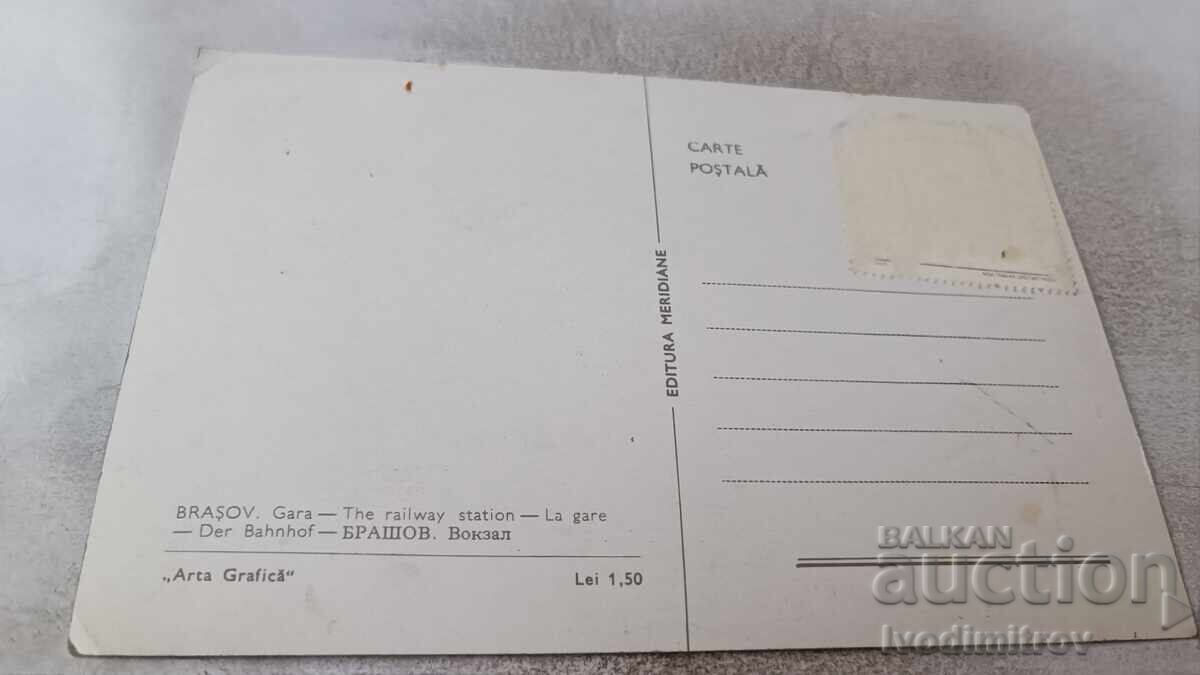 CARTE
POȘTALĂ
EDITURA MERIDIANE
BRAȘOV. Gara — The railway station — La gare
— Der Bahnhof — БРАШОВ. Вокзал
„Arta Grafică“
Lei 1,50
BALKAN
auction
Ivodimitrov